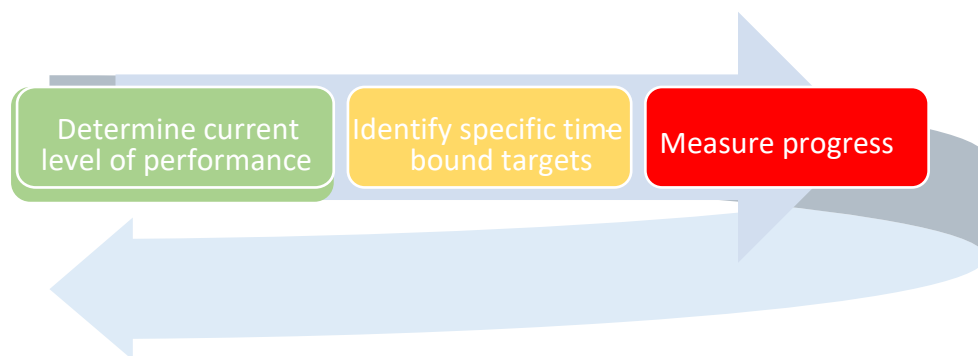 Determine current
level of performance
Identify specific time-
bound targets
Measure progress